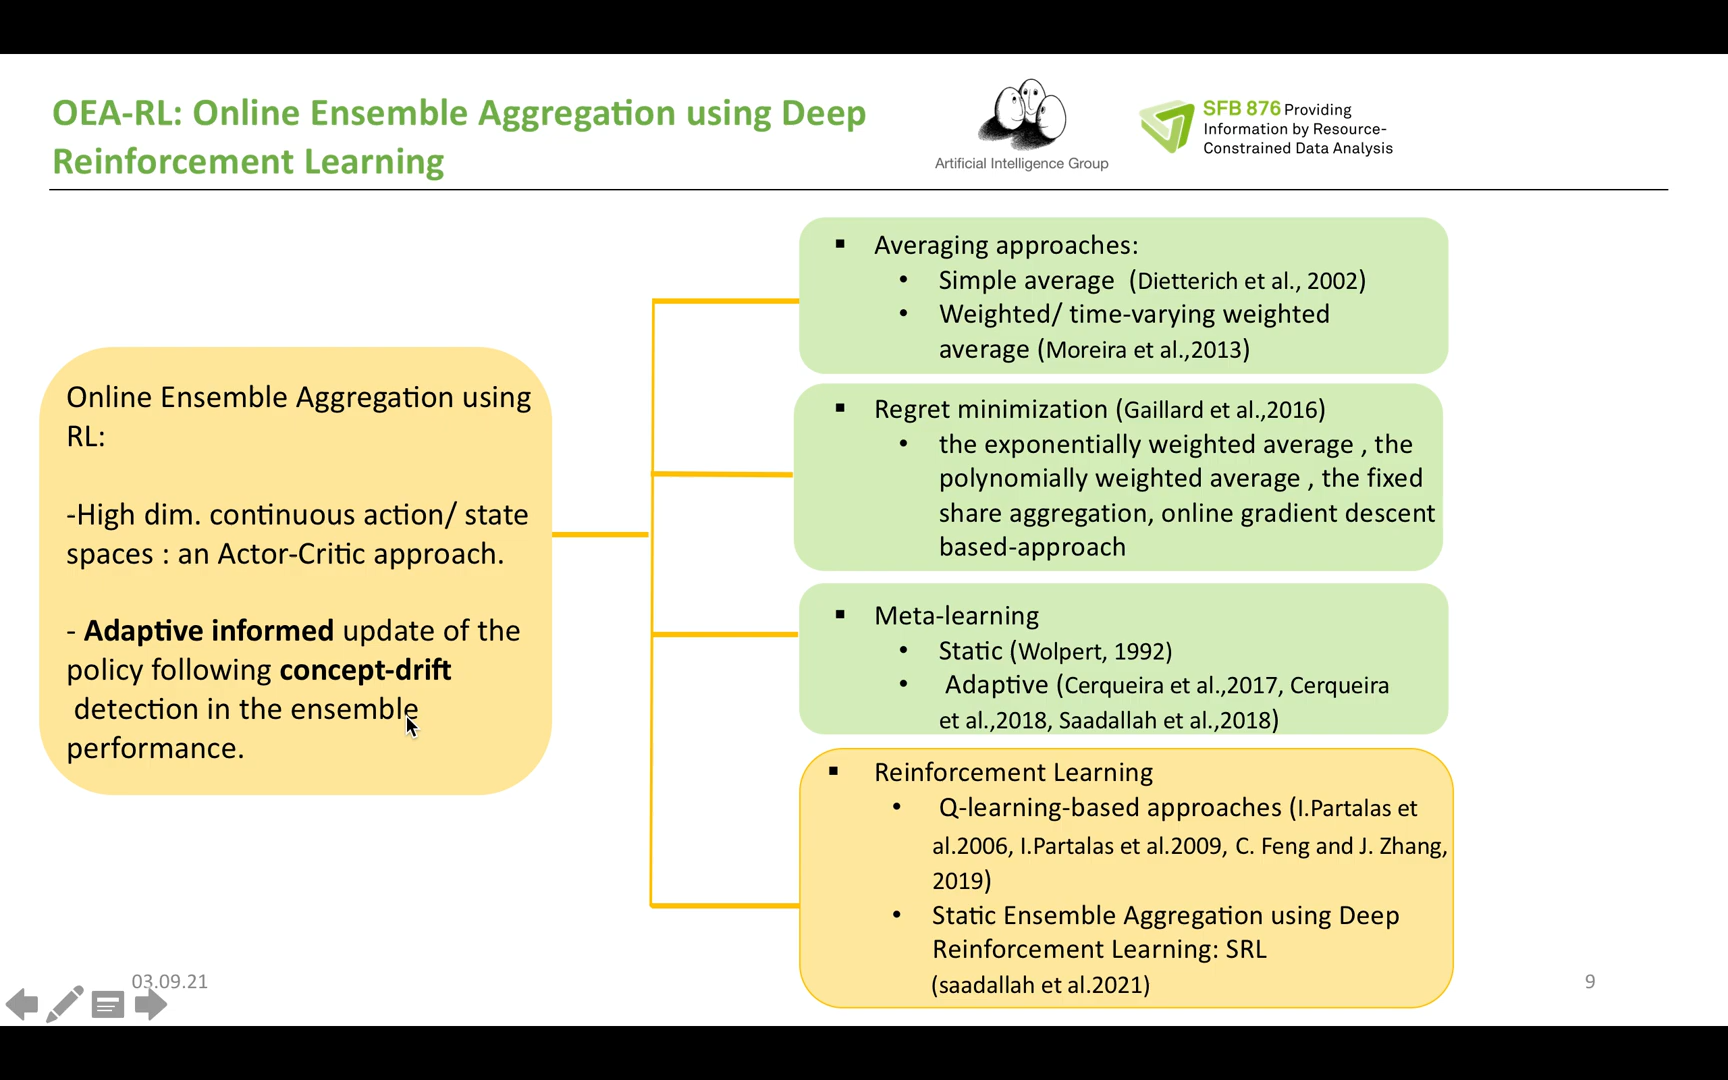 OEA-RL: Online Ensemble Aggregation using Deep
Reinforcement Learning
Artificial Intelligence Group
SFB 876 Providing
Information by Resource-
Constrained Data Analysis
Online Ensemble Aggregation using
RL:
-High dim. continuous action/ state
spaces : an Actor-Critic approach.
- Adaptive informed update of the
policy following concept-drift
detection in the ensemble
performance.
▪ Averaging approaches:
• Simple average (Dietterich et al., 2002)
• Weighted/ time-varying weighted
average (Moreira et al.,2013)
▪ Regret minimization (Gaillard et al.,2016)
• the exponentially weighted average , the
polynomially weighted average , the fixed
share aggregation, online gradient descent
based-approach
▪ Meta-learning
• Static (Wolpert, 1992)
• Adaptive (Cerqueira et al.,2017, Cerqueira
et al.,2018, Saadallah et al.,2018)
▪ Reinforcement Learning
• Q-learning-based approaches (I.Partalas et
al.2006, I.Partalas et al.2009, C. Feng and J. Zhang,
2019)
• Static Ensemble Aggregation using Deep
Reinforcement Learning: SRL
(saadallah et al.2021)
03.09.21
9